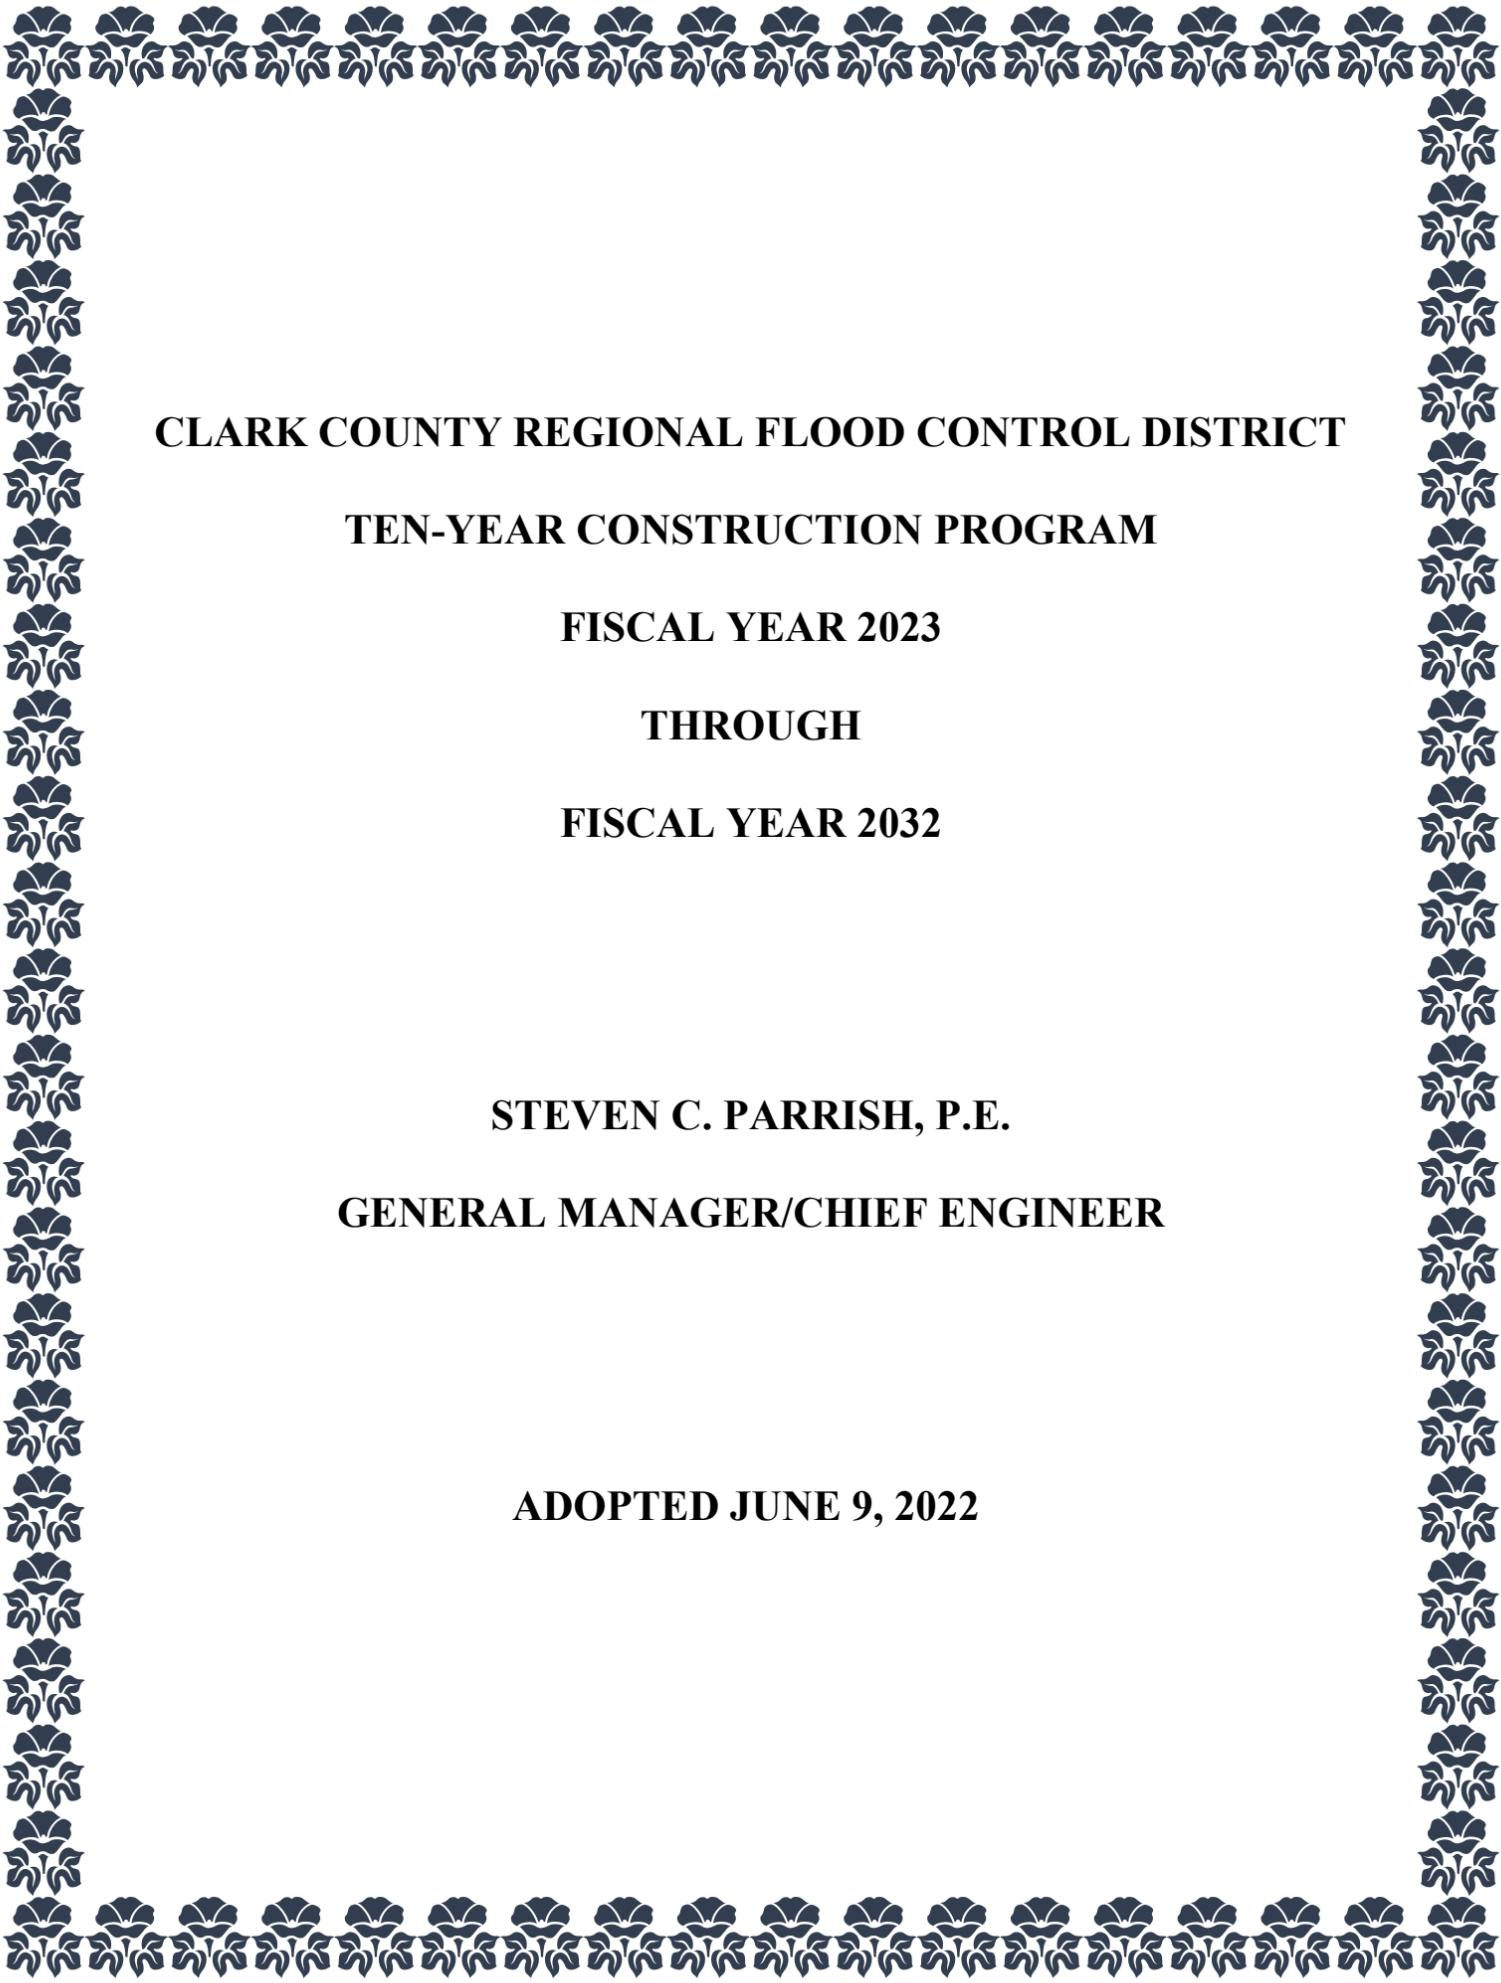 CLARK COUNTY REGIONAL FLOOD CONTROL DISTRICT
TEN-YEAR CONSTRUCTION PROGRAM
FISCAL YEAR 2023
THROUGH
FISCAL YEAR 2032
STEVEN C. PARRISH, P.E.
GENERAL MANAGER/CHIEF ENGINEER
ADOPTED JUNE 9, 2022